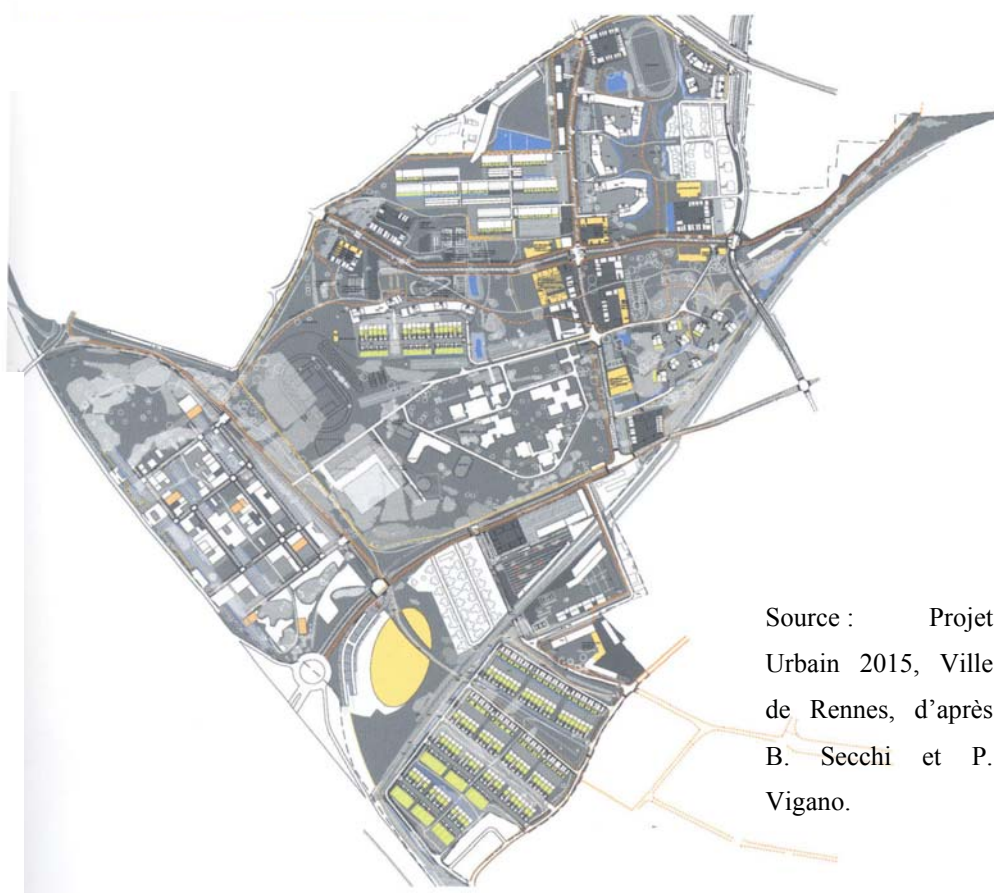 Source : Projet
Urbain 2015, Ville
de Rennes, d'après
B. Secchi et P.
Vigano.